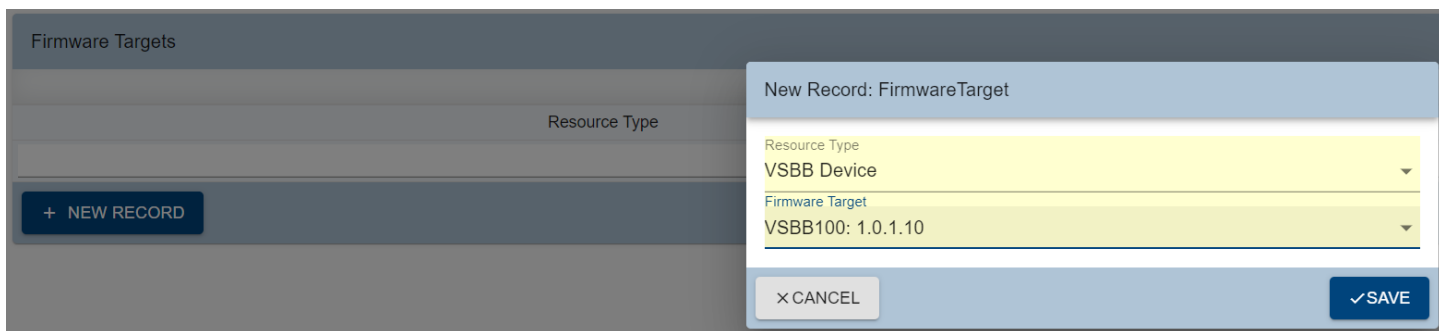 Firmware Targets
New Record: FirmwareTarget
Resource Type
Resource Type
VSBB Device
Firmware Target
VSBB100: 1.0.1.10
+ NEW RECORD
×CANCEL
✓SAVE